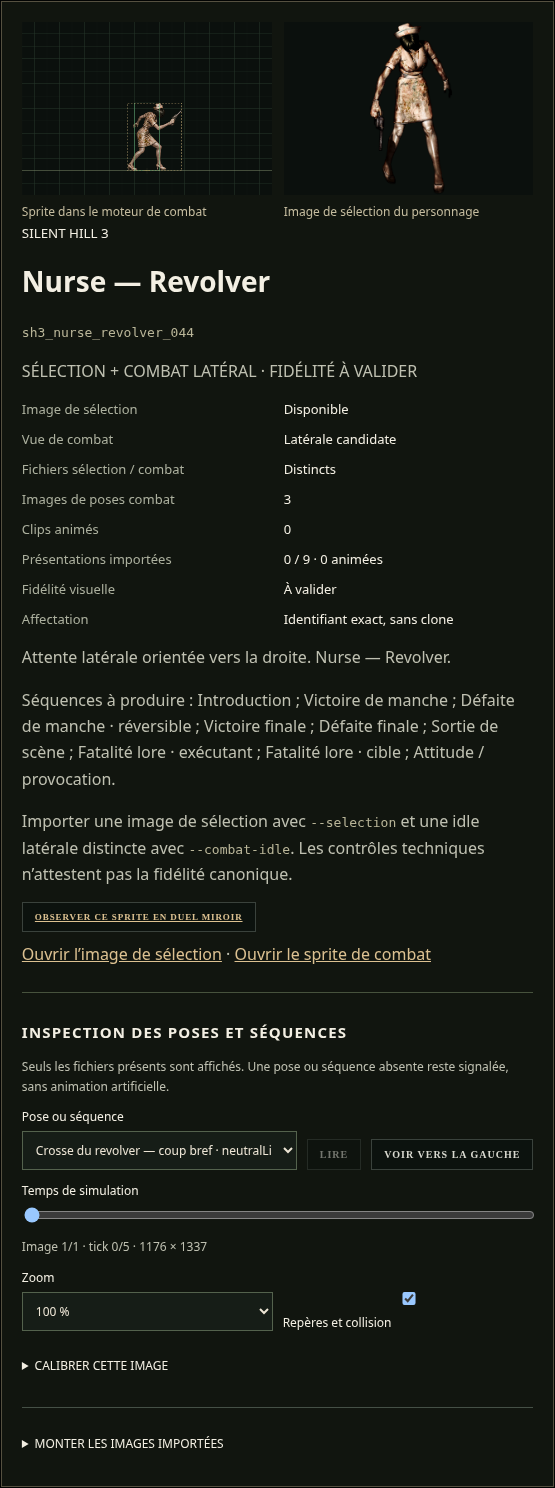 Sprite dans le moteur de combat
Image de sélection du personnage
SILENT HILL 3
Nurse — Revolver
sh3_nurse_revolver_044
SÉLECTION + COMBAT LATÉRAL · FIDÉLITÉ À VALIDER
Image de sélection Disponible
Vue de combat Latérale candidate
Fichiers sélection / combat Distincts
Images de poses combat 3
Clips animés 0
Présentations importées 0 / 9 · 0 animées
Fidélité visuelle À valider
Affectation Identifiant exact, sans clone
Attente latérale orientée vers la droite. Nurse — Revolver.
Séquences à produire : Introduction ; Victoire de manche ; Défaite
de manche · réversible ; Victoire finale ; Défaite finale ; Sortie de
scène ; Fatalité lore · exécutant ; Fatalité lore · cible ; Attitude /
provocation.
Importer une image de sélection avec --selection et une idle
latérale distincte avec --combat-idle. Les contrôles techniques
n’attestent pas la fidélité canonique.
OBSERVER CE SPRITE EN DUEL MIROIR
Ouvrir l’image de sélection · Ouvrir le sprite de combat
INSPECTION DES POSES ET SÉQUENCES
Seuls les fichiers présents sont affichés. Une pose ou séquence absente reste signalée,
sans animation artificielle.
Pose ou séquence
Crosse du revolver — coup bref · neutralLi
LIRE
VOIR VERS LA GAUCHE
Temps de simulation
Image 1/1 · tick 0/5 · 1176 × 1337
Zoom
100 %
Repères et collision
CALIBRER CETTE IMAGE
MONTER LES IMAGES IMPORTÉES